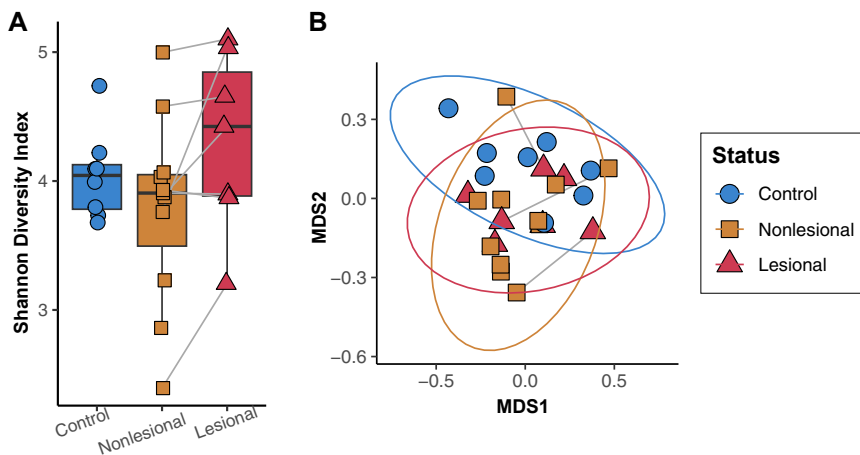 A
Shannon Diversity Index
5
4
3
Control
Nonlesional
Lesional
B
MDS2
0.3
0.0
−0.3
−0.6
−0.5
0.0
0.5
MDS1
Status
Control
Nonlesional
Lesional